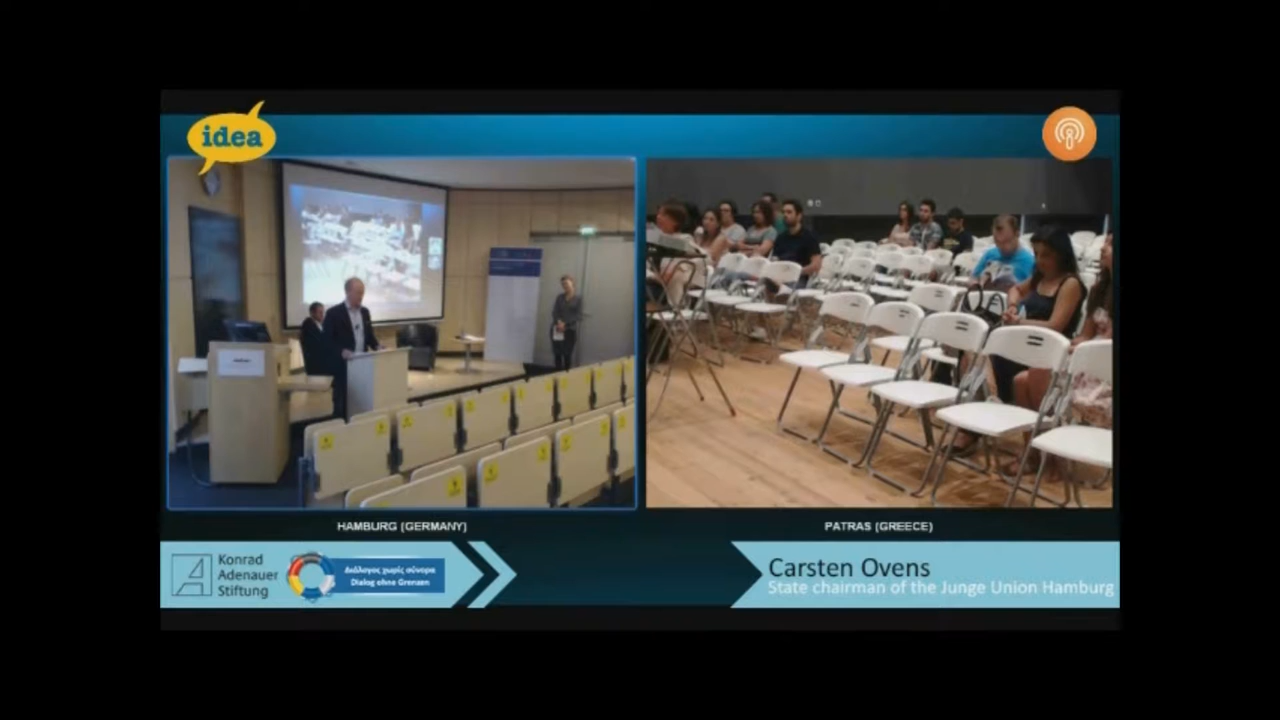 idea
HAMBURG (GERMANY)
PATRAS (GREECE)
Konrad
Adenauer
Stiftung
Διάλογος χωρίς σύνορα
Dialog ohne Grenzen
Carsten Ovens
State chairman of the Junge Union Hamburg